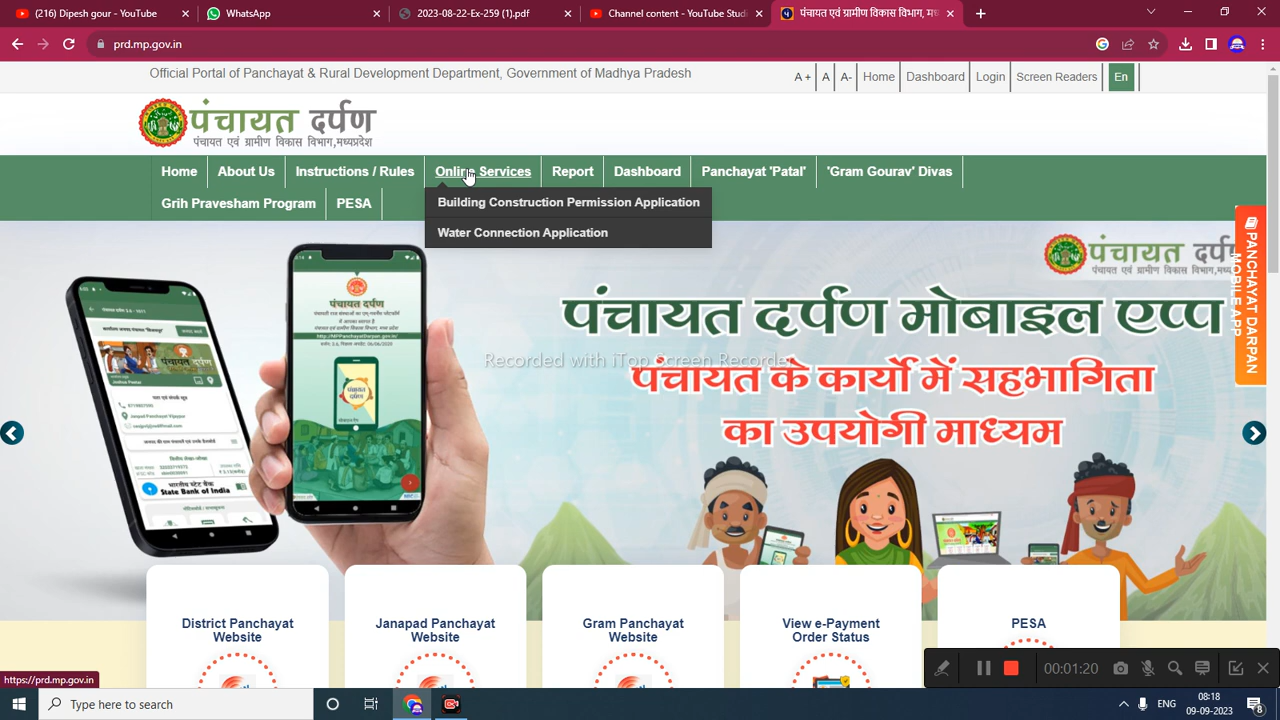 (216) Dipesh gour - YouTube
WhatsApp
2023-08-22-Ex-259 (1).pdf
Channel content - YouTube Studi
पंचायत एवं ग्रामीण विकास विभाग, मध
prd.mp.gov.in
Official Portal of Panchayat & Rural Development Department, Government of Madhya Pradesh
A + A A- Home Dashboard Login Screen Readers En
पंचायत दर्पण
पंचायत एवं ग्रामीण विकास विभाग,मध्यप्रदेश
Home About Us Instructions / Rules Online Services Report Dashboard Panchayat 'Patal' 'Gram Gourav' Divas
Grih Pravesham Program PESA
Building Construction Permission Application
Water Connection Application
पंचायत दर्पण
पंचायत एवं ग्रामीण विकास विभाग,मध्य
PANCHAYAT DARPAN
MOBILE APP
पंचायत दर्पण मोबाइल एप्प
पंचायत के कार्यो में सहभागिता
का उपयोगी माध्यम
पंचायत दर्पण
State Bank of India
Recorded with iTop Screen Recorder
District Panchayat
Website
Janapad Panchayat
Website
Gram Panchayat
Website
View e-Payment
Order Status
PESA
00:01:20
https://prd.mp.gov.in
Type here to search
ENG
08:18
09-09-2023
8